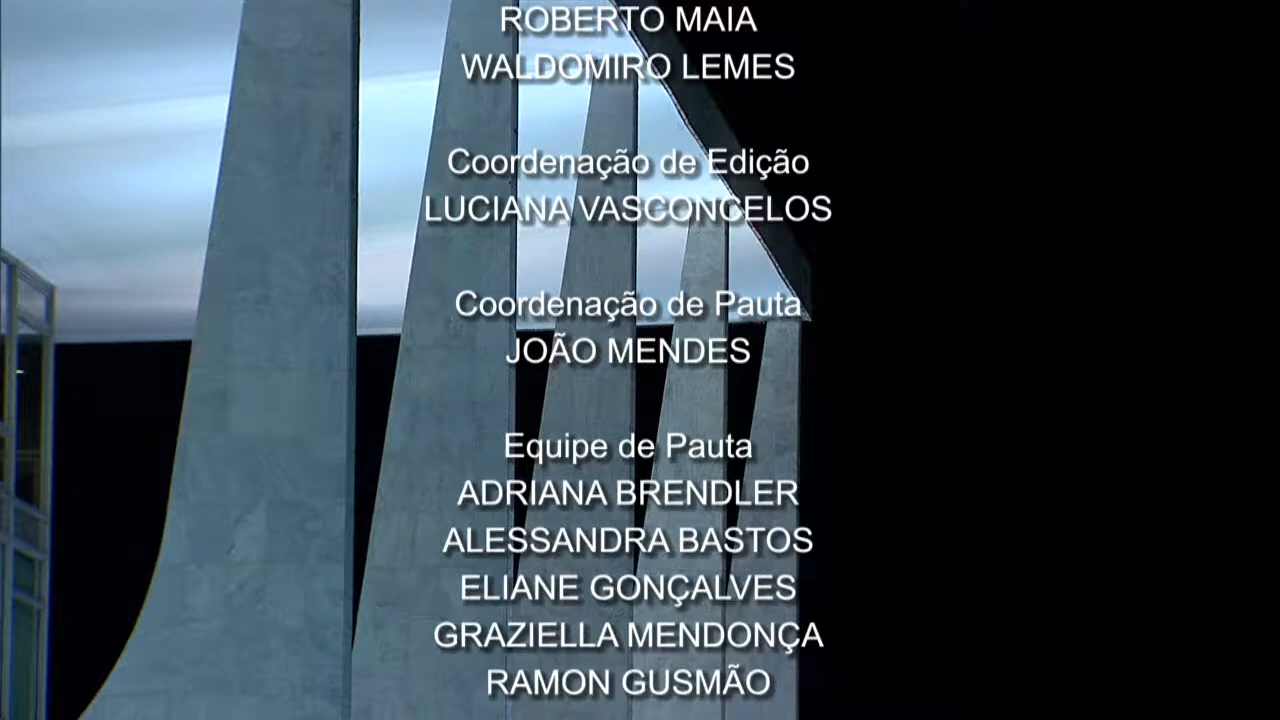 ROBERTO MAIA
WALDOMIRO LEMES
Coordenação de Edição
LUCIANA VASCONCELOS
Coordenação de Pauta
JOÃO MENDES
Equipe de Pauta
ADRIANA BRENDLER
ALESSANDRA BASTOS
ELIANE GONÇALVES
GRAZIELLA MENDONÇA
RAMON GUSMÃO